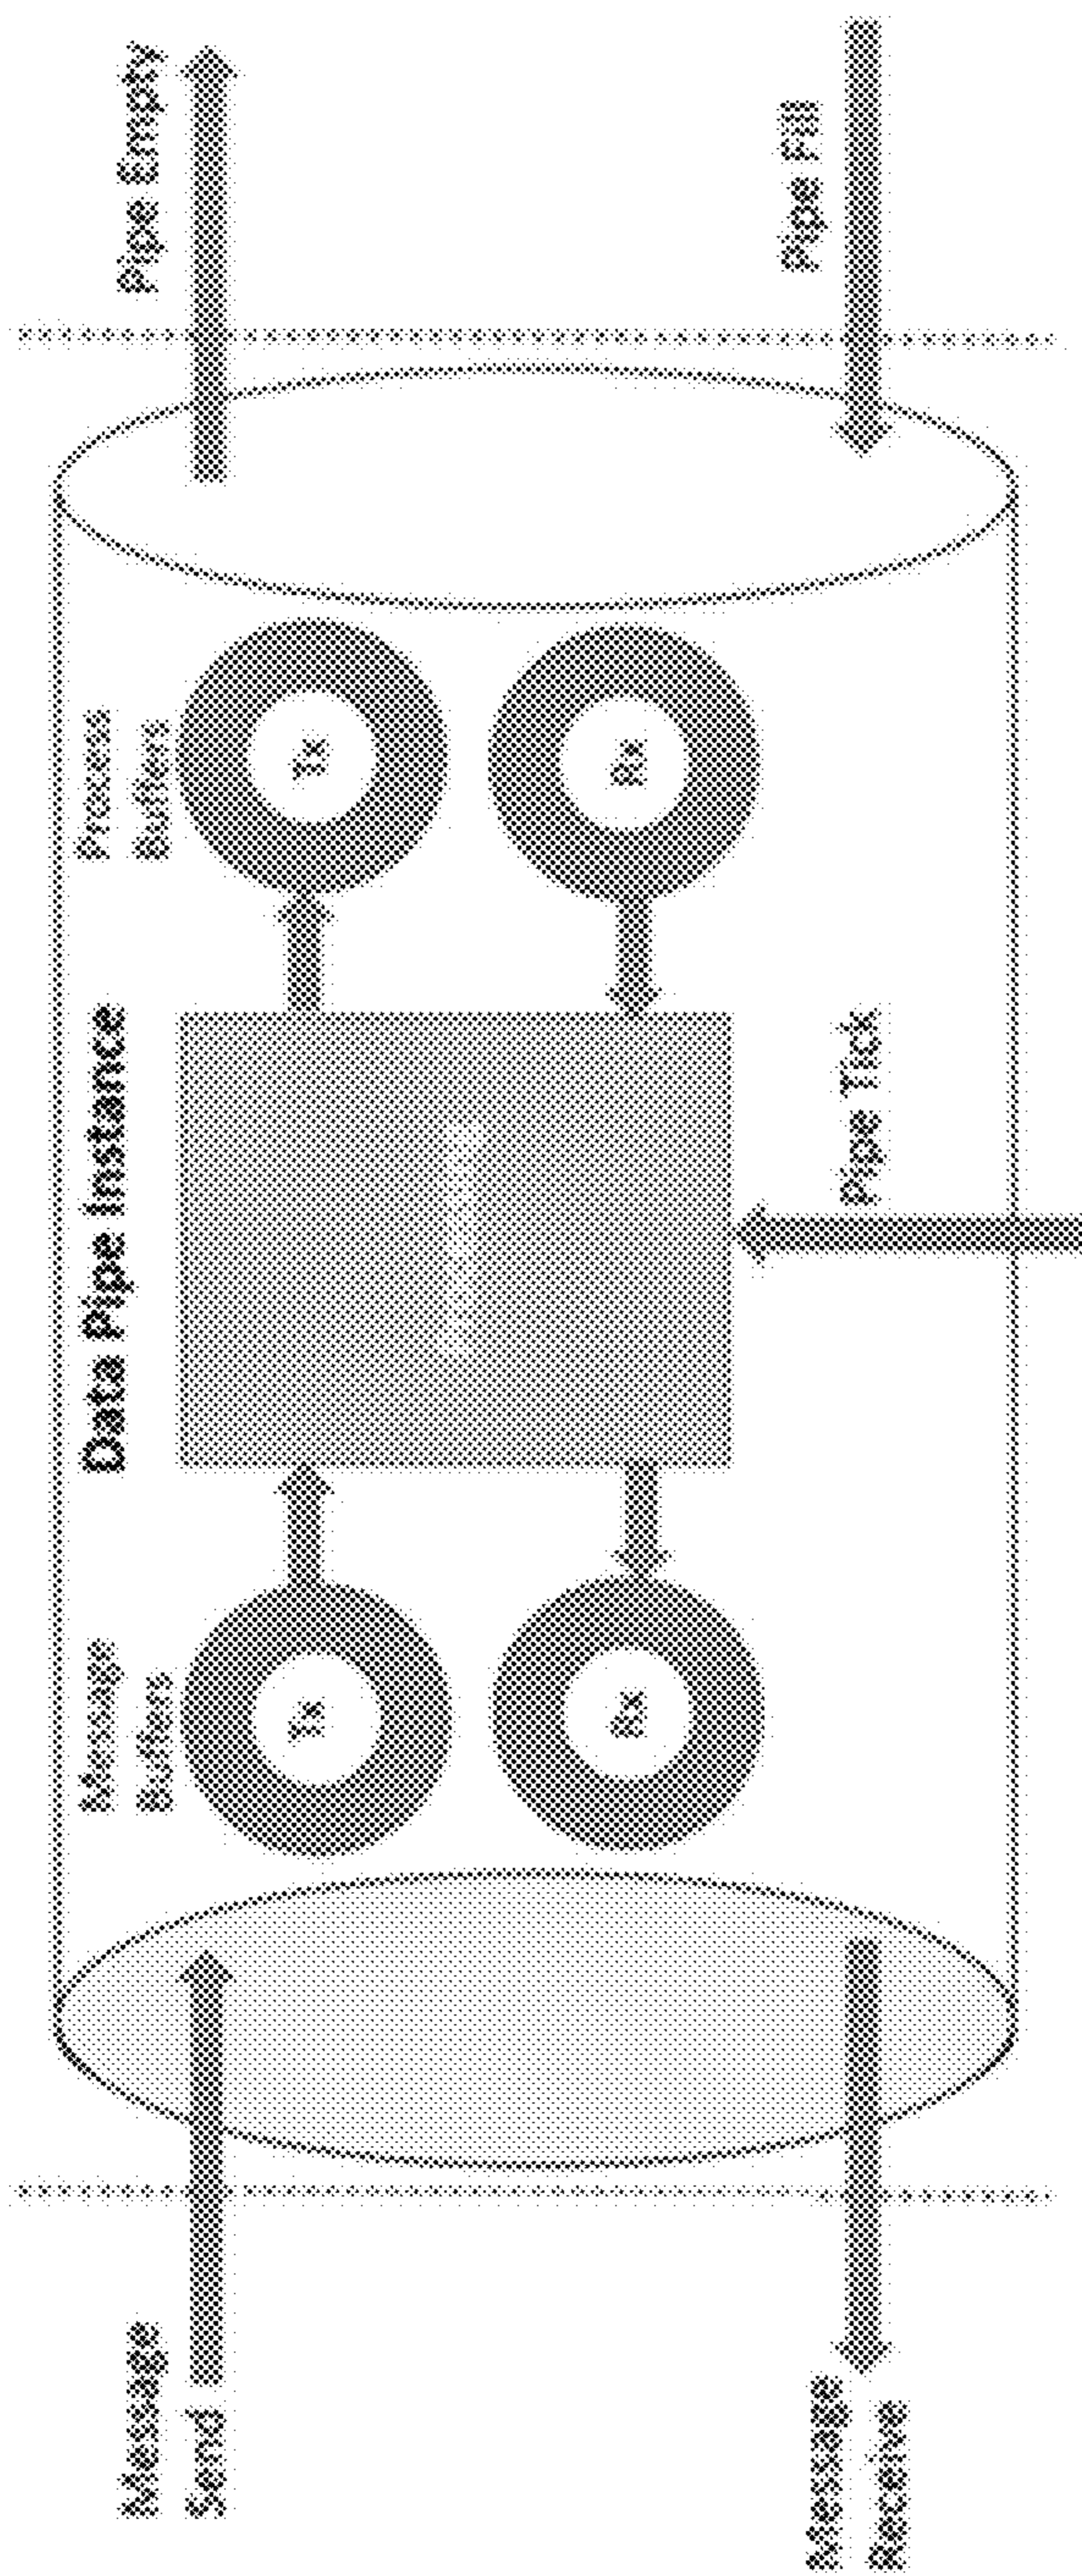 Data Pipe Instance
Message
Send
Message
Buffers
Tx
Process
Buffers
Tx
Pipe Empty
Rx
Rx
Message
Receive
Pipe Tick
Pipe Fill